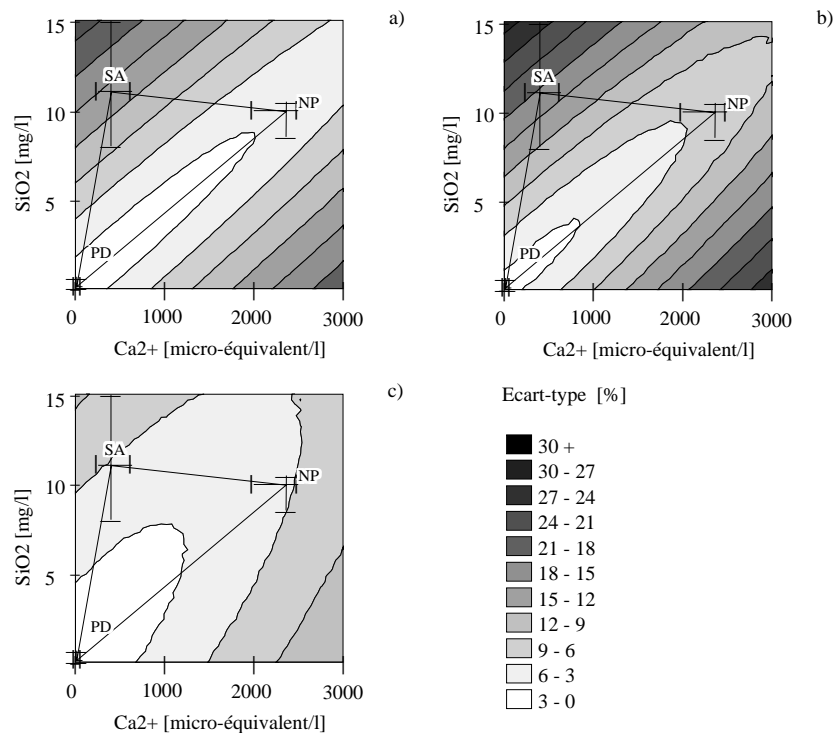 a)
15
10
5
SiO2 [mg/l]
SA
NP
PD
0 1000 2000 3000
Ca2+ [micro-équivalent/l]
b)
15
10
5
SiO2 [mg/l]
SA
NP
PD
0 1000 2000 3000
Ca2+ [micro-équivalent/l]
c)
15
10
5
SiO2 [mg/l]
SA
NP
PD
0 1000 2000 3000
Ca2+ [micro-équivalent/l]
Ecart-type [%]
30 +
30 - 27
27 - 24
24 - 21
21 - 18
18 - 15
15 - 12
12 - 9
9 - 6
6 - 3
3 - 0